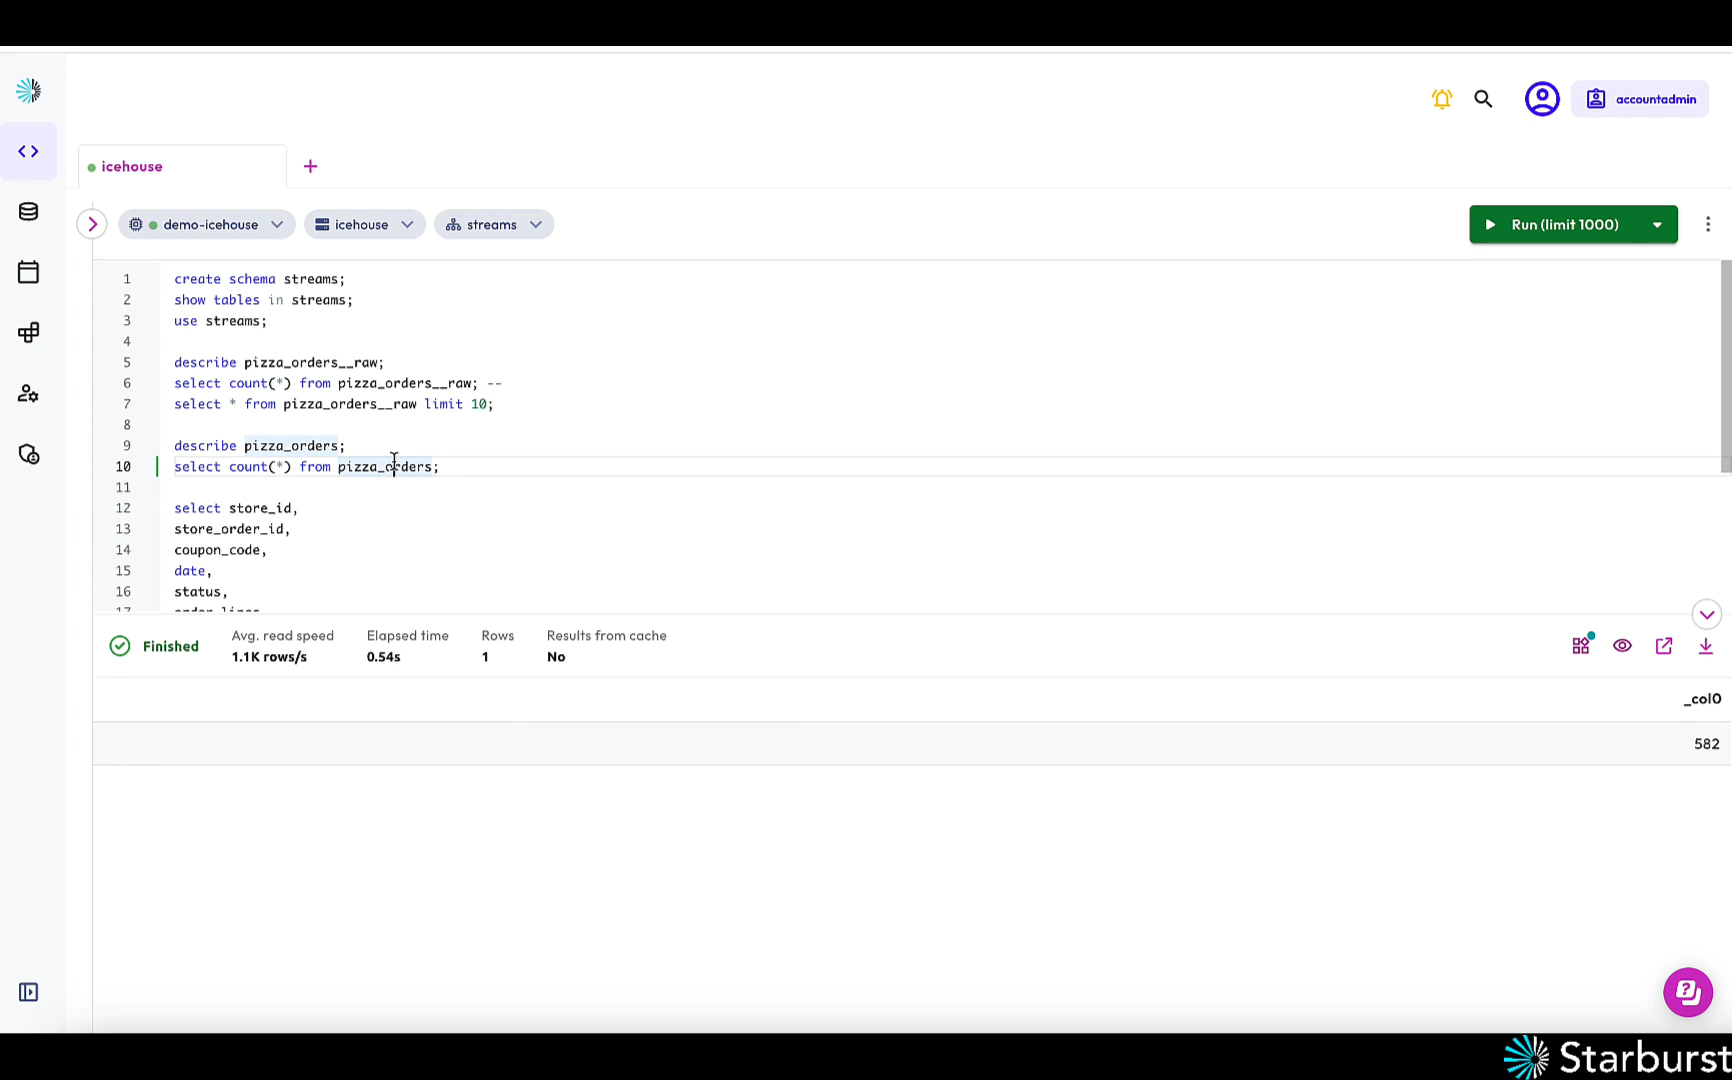 accountadmin
icehouse
demo-icehouse
icehouse
streams
Run (limit 1000)
1 create schema streams;
2 show tables in streams;
3 use streams;
4
5 describe pizza_orders__raw;
6 select count(*) from pizza_orders__raw; --
7 select * from pizza_orders__raw limit 10;
8
9 describe pizza_orders;
10 select count(*) from pizza_orders;
11
12 select store_id,
13 store_order_id,
14 coupon_code,
15 date,
16 status,
17 order_lines
Finished
Avg. read speed Elapsed time Rows Results from cache
1.1K rows/s 0.54s 1 No
_col0
582
Starburst